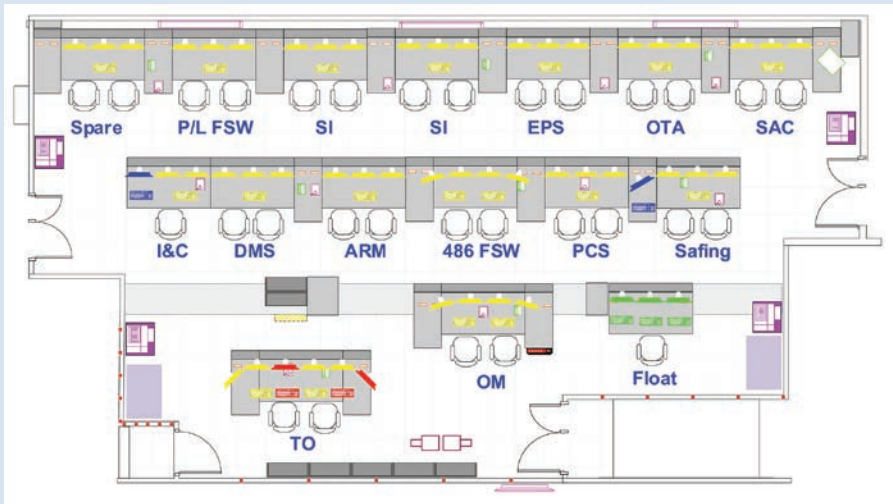 Spare P/L FSW SI SI EPS OTA SAC
I&C DMS ARM 486 FSW PCS Safing
OM Float
TO